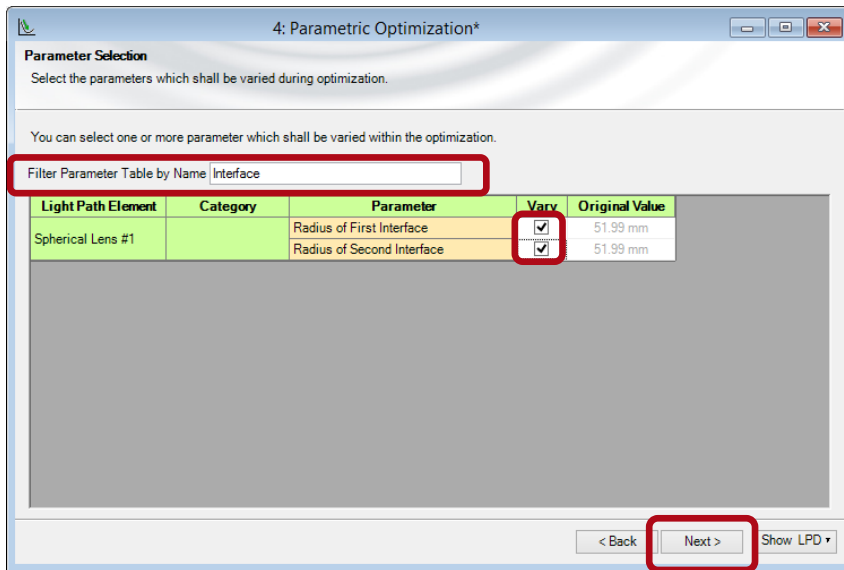 4: Parametric Optimization*
Parameter Selection
Select the parameters which shall be varied during optimization.
You can select one or more parameter which shall be varied within the optimization.
Filter Parameter Table by Name Interface
Light Path Element Category Parameter Vary Original Value
Spherical Lens #1
Radius of First Interface 51.99 mm
Radius of Second Interface 51.99 mm
< Back Next > Show LPD